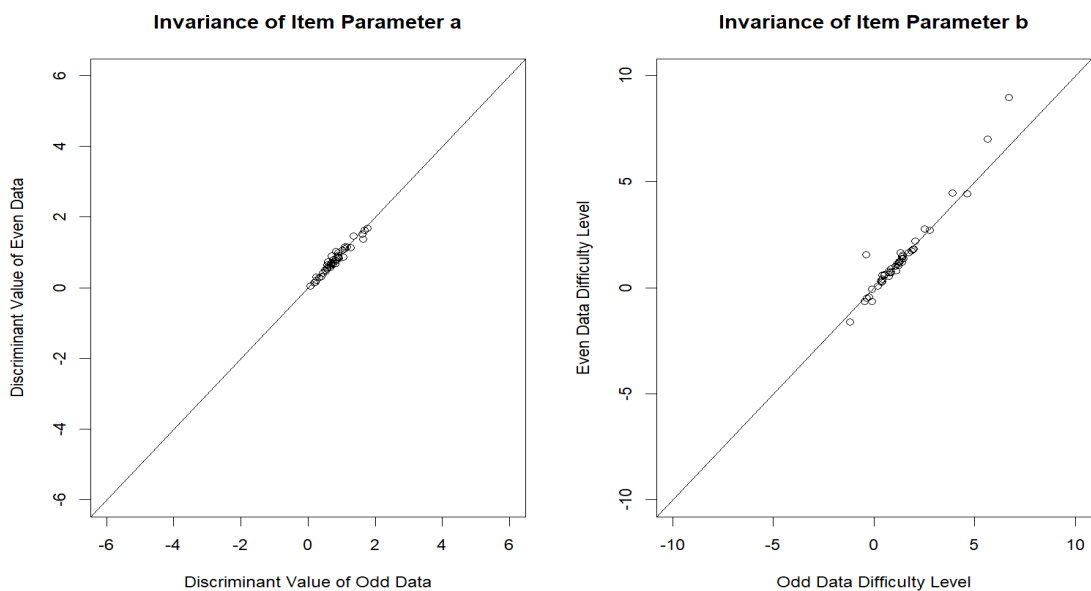 Invariance of Item Parameter a
6
4
2
0
-2
-4
-6
-6 -4 -2 0 2 4 6
Discriminant Value of Even Data
Discriminant Value of Odd Data
Invariance of Item Parameter b
10
5
0
-5
-10
-10 -5 0 5 10
Even Data Difficulty Level
Odd Data Difficulty Level